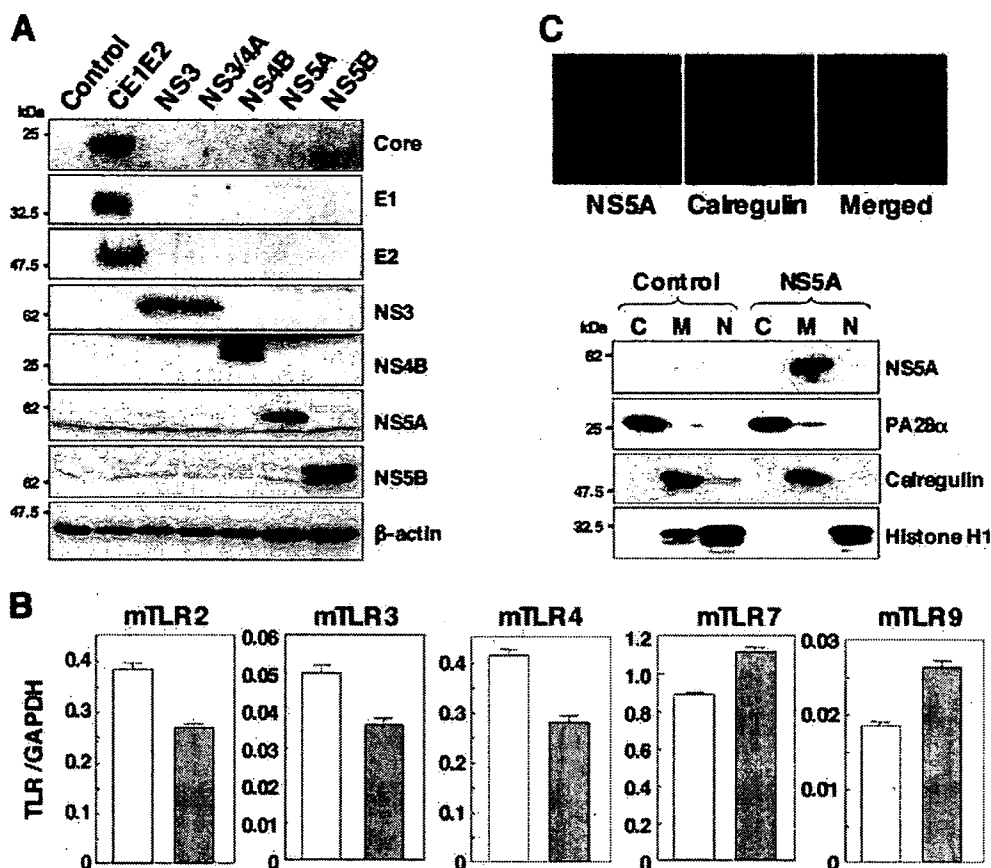 A
Control
CE1E2
NS3
NS3/4A
NS4B
NS5A
NS5B
kDa
25
Core
32.5
E1
47.5
E2
62
NS3
25
NS4B
62
NS5A
62
NS5B
47.5
β-actin
C
NS5A Calregulin Merged
Control NS5A
kDa C M N C M N
62
NS5A
25
PA28α
47.5
Calregulin
32.5
Histone H1
B
mTLR2 mTLR3 mTLR4 mTLR7 mTLR9
TLR/GAPDH
0.4
0.3
0.2
0.1
0
0.06
0.05
0.04
0.03
0.02
0.01
0
0.4
0.3
0.2
0.1
0
1.2
1.0
0.8
0.6
0.4
0.2
0
0.03
0.02
0.01
0